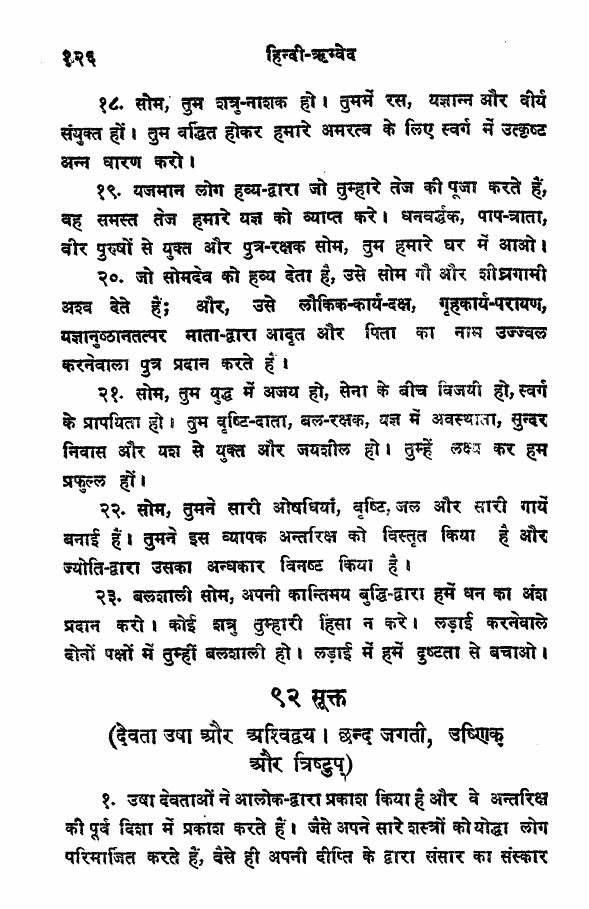 १२६ हिन्दी-ऋग्वेद
१८. सोम, तुम शत्रु-नाशक हो। तुममें रस, यज्ञान्न और वीर्य
संयुक्त हों। तुम वर्द्धित होकर हमारे अमरत्व के लिए स्वर्ग में उत्कृष्ट
अन्न धारण करो।
१९. यजमान लोग हव्य-द्वारा जो तुम्हारे तेज की पूजा करते हैं,
वह समस्त तेज हमारे यज्ञ को व्याप्त करे। धनवर्द्धक, पाप-त्राता,
वीर पुरुषों से युक्त और पुत्र-रक्षक सोम, तुम हमारे घर में आओ।
२०. जो सोमदेव को हव्य देता है, उसे सोम गौ और शीघ्रगामी
अश्व देते हैं; और, उसे लौकिक-कार्य-दक्ष, गृहकार्य-परायण,
यज्ञानुष्ठानतत्पर माता-द्वारा आदृत और पिता का नाम उज्ज्वल
करनेवाला पुत्र प्रदान करते हैं।
२१. सोम, तुम युद्ध में अजय हो, सेना के बीच विजयी हो, स्वर्ग
के प्रापयिता हो। तुम वृष्टि-दाता, बल-रक्षक, यज्ञ में अवस्थाता, सुन्दर
निवास और यश से युक्त और जयशील हो। तुम्हें लक्ष्य कर हम
प्रफुल्ल हों।
२२. सोम, तुमने सारी ओषधियाँ, वृष्टि, जल और सारी गायें
बनाई हैं। तुमने इस व्यापक अन्तरिक्ष को विस्तृत किया है और
ज्योति-द्वारा उसका अन्धकार विनष्ट किया है।
२३. बलशाली सोम, अपनी कान्तिमय बुद्धि-द्वारा हमें धन का अंश
प्रदान करो। कोई शत्रु तुम्हारी हिंसा न करे। लड़ाई करनेवाले
दोनों पक्षों में तुम्हीं बलशाली हो। लड़ाई में हमें दुष्टता से बचाओ।
९२ सूक्त
(देवता उषा और अश्विद्वय। छन्द जगती, उष्णिक्
और त्रिष्टुप्)
१. उषा देवताओं ने आलोक-द्वारा प्रकाश किया है और वे अन्तरिक्ष
की पूर्व दिशा में प्रकाश करते हैं। जैसे अपने सारे शस्त्रों को योद्धा लोग
परिमार्जित करते हैं, वैसे ही अपनी दीप्ति के द्वारा संसार का संस्कार